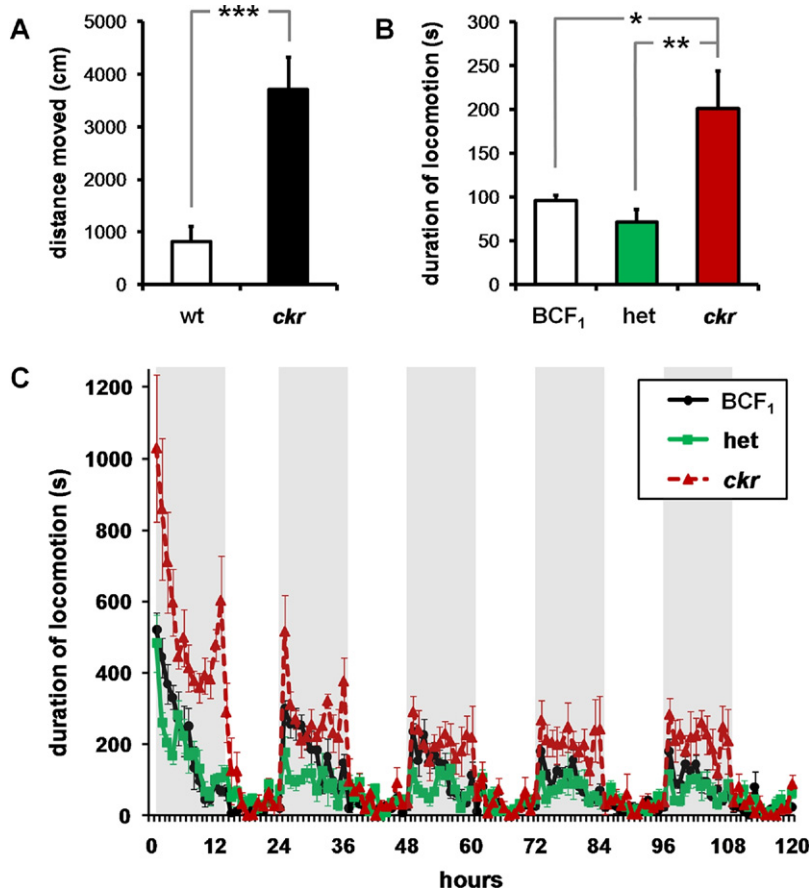 A
***
distance moved (cm)
5000
4000
3000
2000
1000
0
wt
ckr
B
*
**
duration of locomotion (s)
300
250
200
150
100
50
0
BCF₁
het
ckr
C
duration of locomotion (s)
1200
1000
800
600
400
200
0
BCF₁
het
ckr
0 12 24 36 48 60 72 84 96 108 120
hours